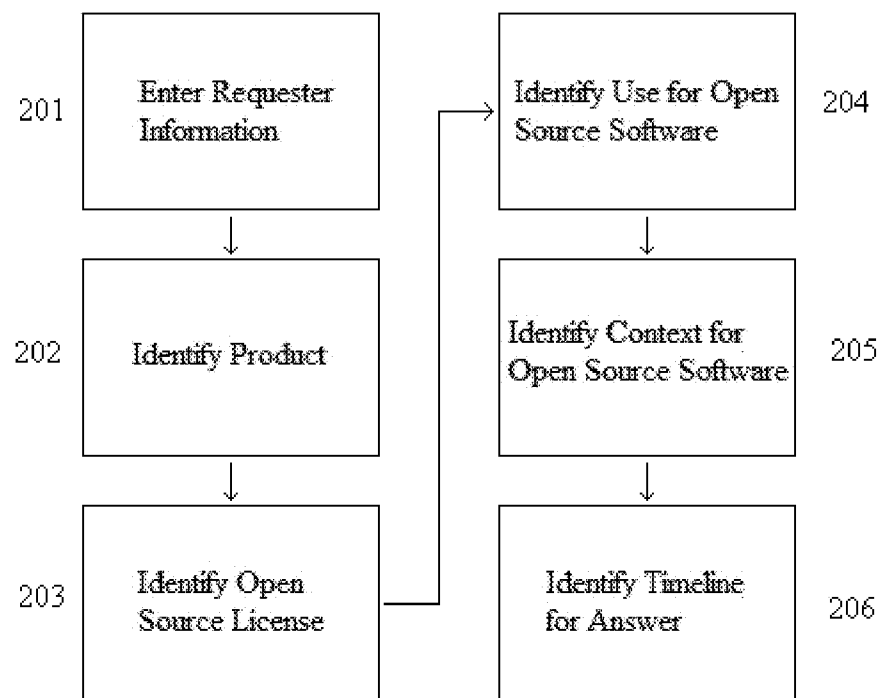 201
Enter Requester
Information
202
Identify Product
203
Identify Open
Source License
204
Identify Use for Open
Source Software
205
Identify Context for
Open Source Software
206
Identify Timeline
for Answer